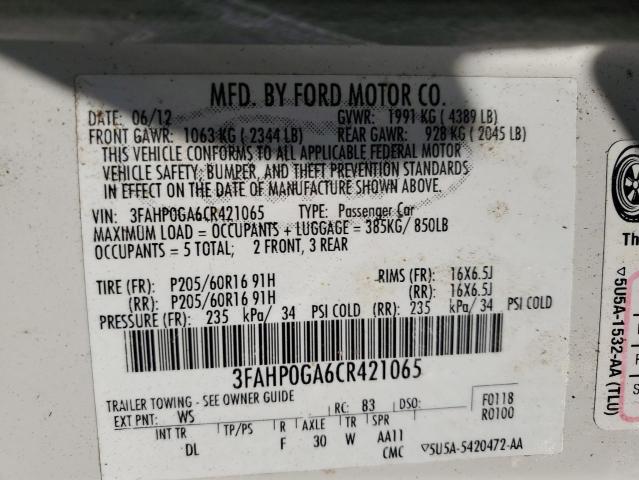 MFD. BY FORD MOTOR CO.
DATE: 06/12 GVWR: 1991 KG ( 4389 LB)
FRONT GAWR: 1063 KG ( 2344 LB) REAR GAWR: 928 KG ( 2045 LB)
THIS VEHICLE CONFORMS TO ALL APPLICABLE FEDERAL MOTOR
VEHICLE SAFETY, BUMPER, AND THEFT PREVENTION STANDARDS
IN EFFECT ON THE DATE OF MANUFACTURE SHOWN ABOVE.
VIN: 3FAHP0GA6CR421065 TYPE: Passenger Car
MAXIMUM LOAD = OCCUPANTS + LUGGAGE = 385KG/ 850LB
OCCUPANTS = 5 TOTAL; 2 FRONT, 3 REAR
TIRE (FR): P205/60R16 91H RIMS (FR): 16X6.5J
(RR): P205/60R16 91H (RR): 16X6.5J
PRESSURE (FR): 235 kPa/ 34 PSI COLD (RR): 235 kPa/ 34 PSI COLD
3FAHP0GA6CR421065
TRAILER TOWING - SEE OWNER GUIDE
EXT PNT: WS RC: 83 DSO: F0118
R0100
INT TR TP/PS R AXLE TR SPR
DL F 30 W AA11
CMC 5U5A-5420472-AA
Th
5U5A-1532-AA (TLU)